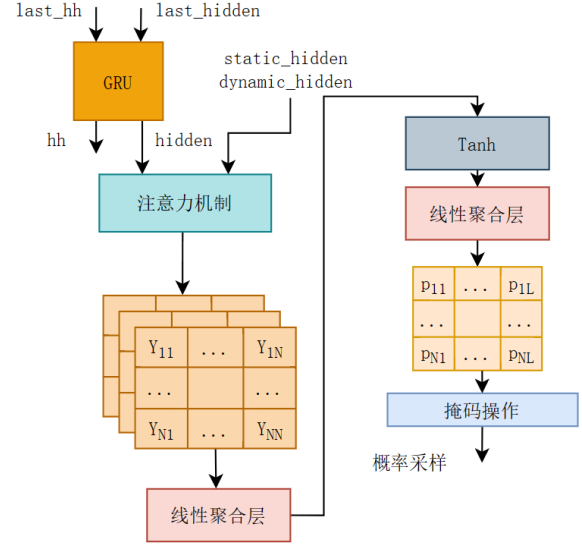 last_hh last_hidden
GRU
static_hidden
dynamic_hidden
hh hidden
注意力机制
Y11 ... Y1N
... ...
YN1 ... YNN
线性聚合层
Tanh
线性聚合层
p11 ... p1L
... ...
pN1 ... pNL
掩码操作
概率采样